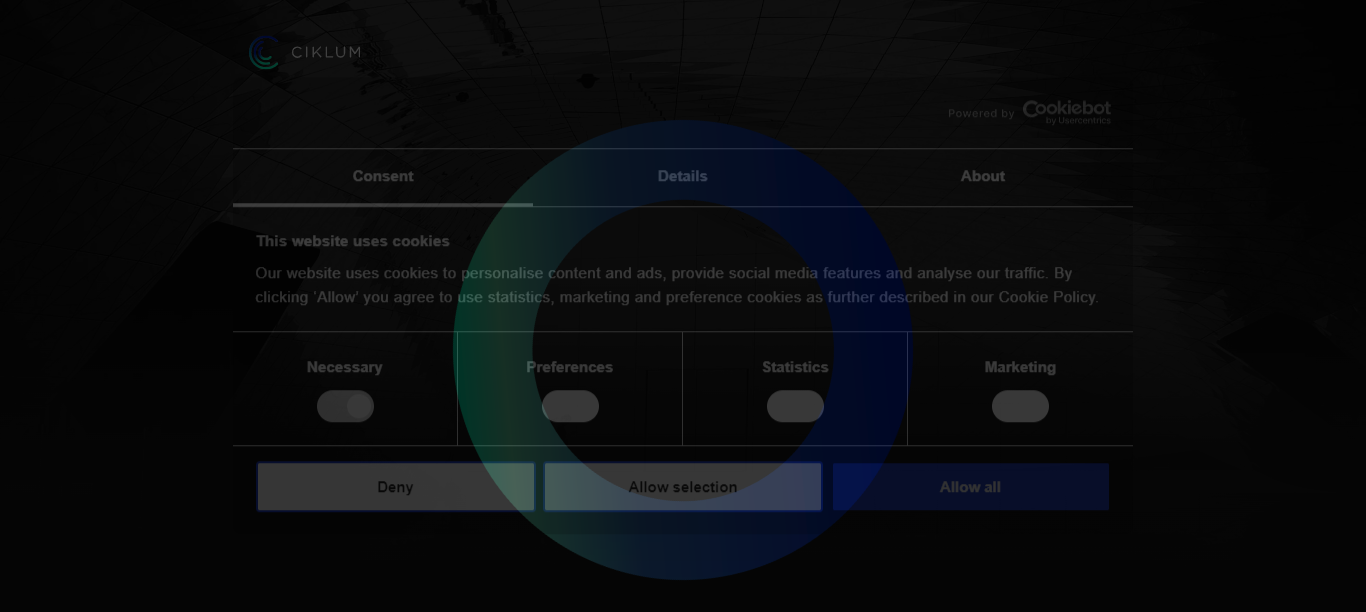 CIKLUM
Powered by Cookiebot
by Usercentrics
Consent Details About
This website uses cookies
Our website uses cookies to personalise content and ads, provide social media features and analyse our traffic. By
clicking 'Allow' you agree to use statistics, marketing and preference cookies as further described in our Cookie Policy.
Necessary Preferences Statistics Marketing
Deny Allow selection Allow all